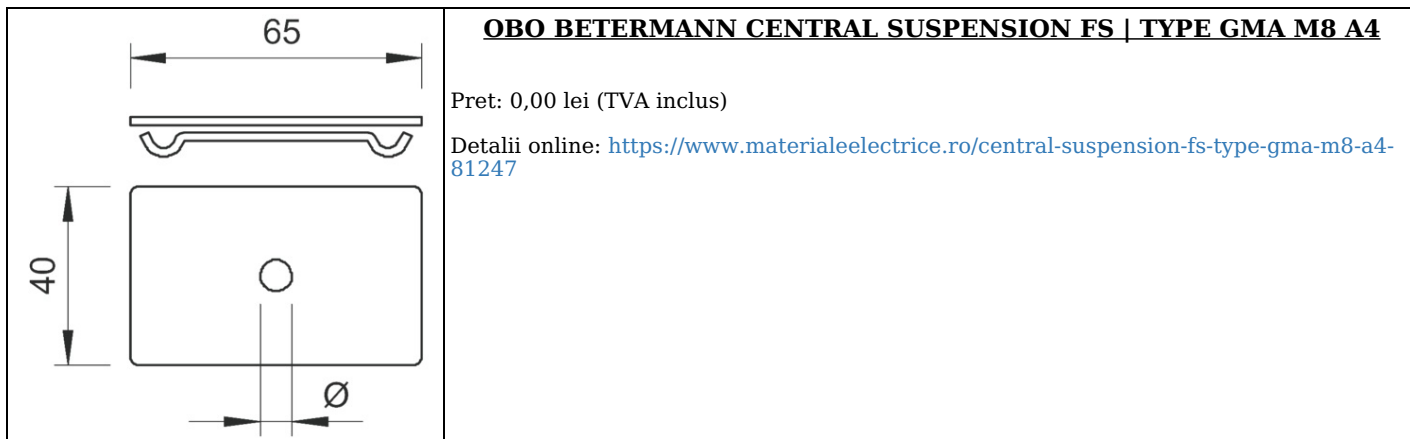 65
40
Ø
OBO BETERMANN CENTRAL SUSPENSION FS | TYPE GMA M8 A4
Pret: 0,00 lei (TVA inclus)
Detalii online: https://www.materialeelectrice.ro/central-suspension-fs-type-gma-m8-a4-
81247